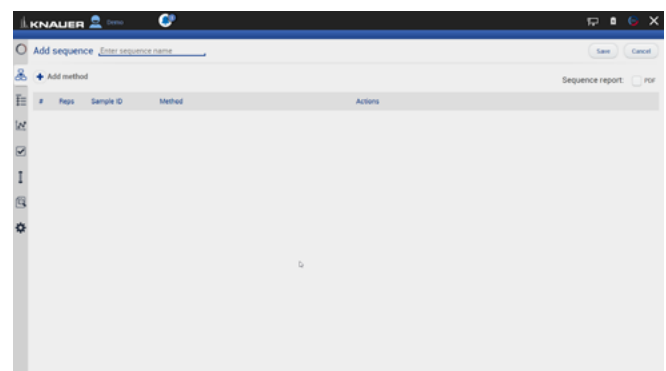 KNAUER Demo
Add sequence Enter sequence name Save Cancel
Add method
Sequence report: PDF
# Reps Sample ID Method Actions